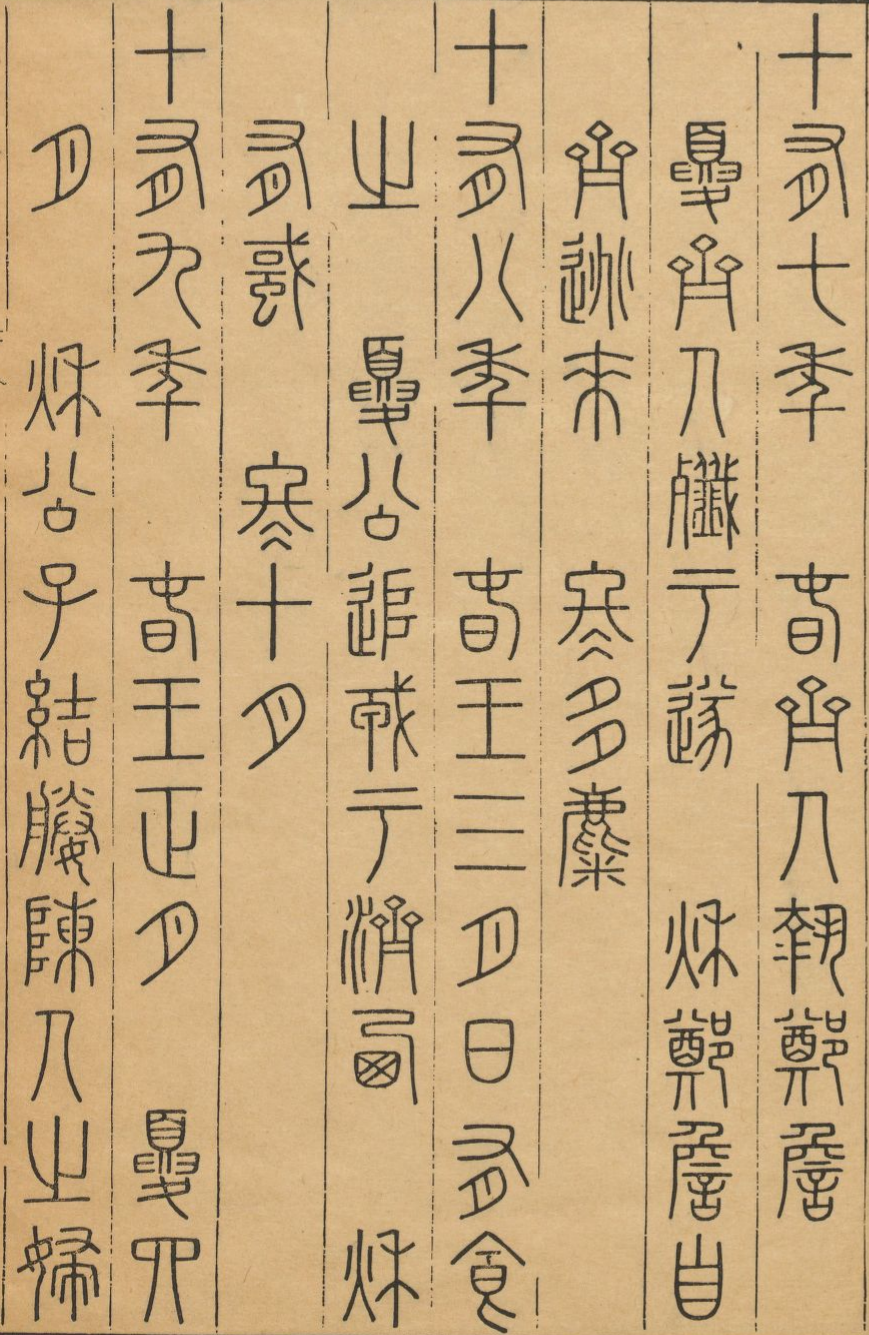 十有七年 春齊人執鄭詹
夏齊人殲于遂 秋鄭詹自
齊逃來 冬多麋
十有八年 春王三月日有食
之 夏公追戎于濟西 秋
有蜮 冬十月
十有九年 春王正月 夏四
月 秋公子結媵陳人之婦